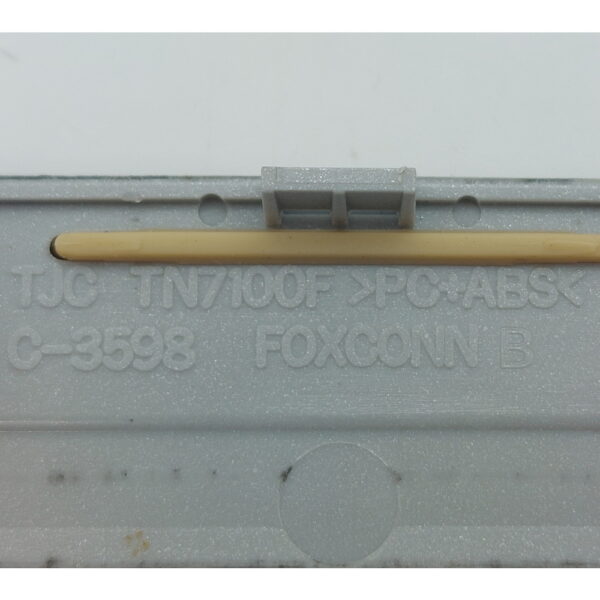 TJC TN7100F >PC+ABS<
C-3598 FOXCONN B